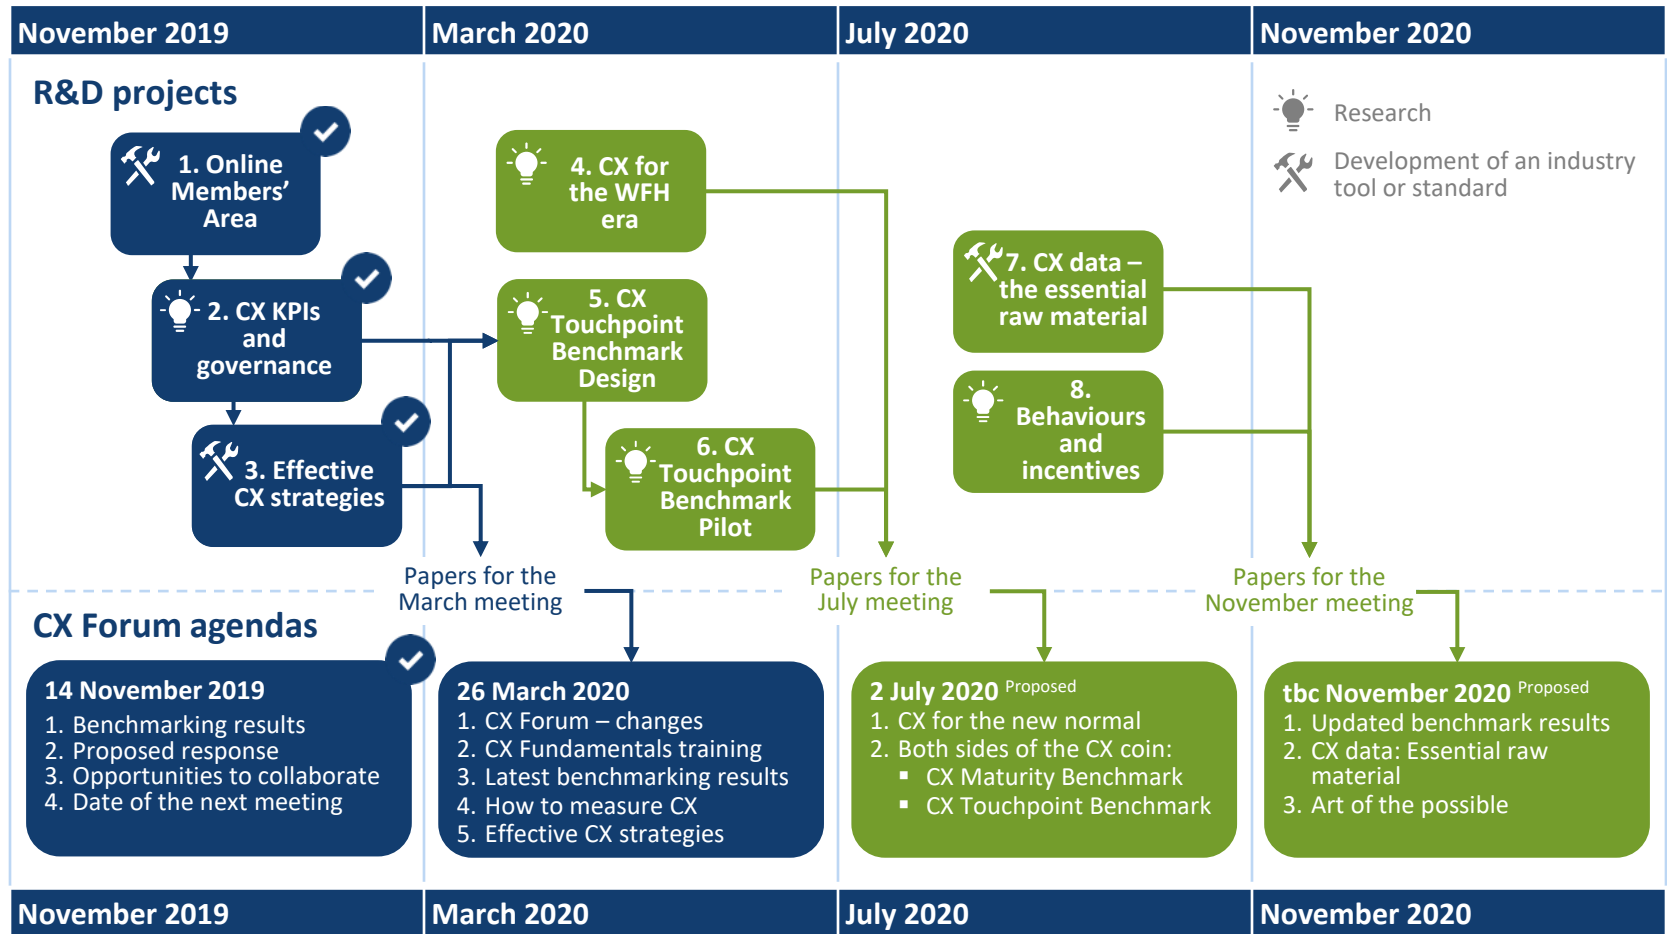 November 2019
March 2020
July 2020
November 2020
R&D projects
1. Online
Members’
Area
2. CX KPIs
and
governance
3. Effective
CX strategies
4. CX for
the WFH
era
5. CX
Touchpoint
Benchmark
Design
6. CX
Touchpoint
Benchmark
Pilot
7. CX data –
the essential
raw material
8.
Behaviours
and
incentives
Research
Development of an industry
tool or standard
Papers for the
March meeting
Papers for the
July meeting
Papers for the
November meeting
CX Forum agendas
14 November 2019
1. Benchmarking results
2. Proposed response
3. Opportunities to collaborate
4. Date of the next meeting
26 March 2020
1. CX Forum – changes
2. CX Fundamentals training
3. Latest benchmarking results
4. How to measure CX
5. Effective CX strategies
2 July 2020 Proposed
1. CX for the new normal
2. Both sides of the CX coin:
▪ CX Maturity Benchmark
▪ CX Touchpoint Benchmark
tbc November 2020 Proposed
1. Updated benchmark results
2. CX data: Essential raw
material
3. Art of the possible
November 2019
March 2020
July 2020
November 2020